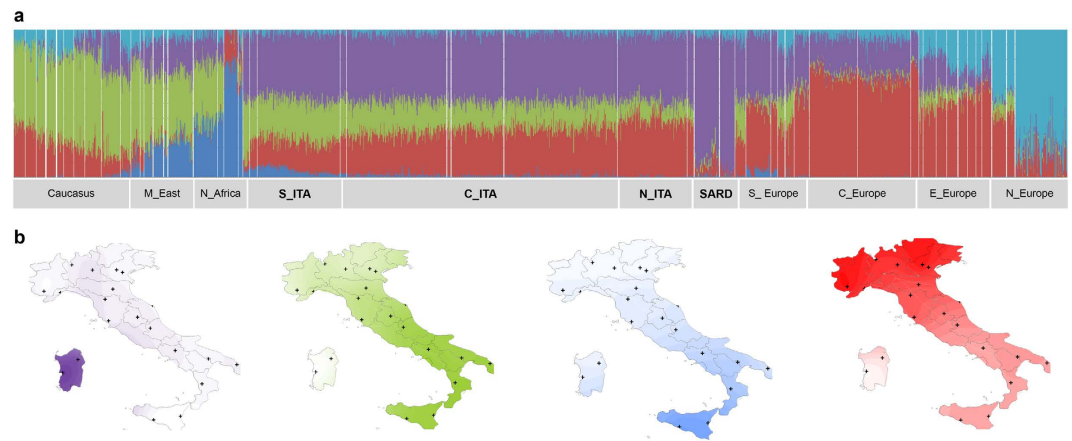 a
Caucasus M_East N_Africa S_ITA C_ITA N_ITA SARD S_ Europe C_Europe E_Europe N_Europe
b